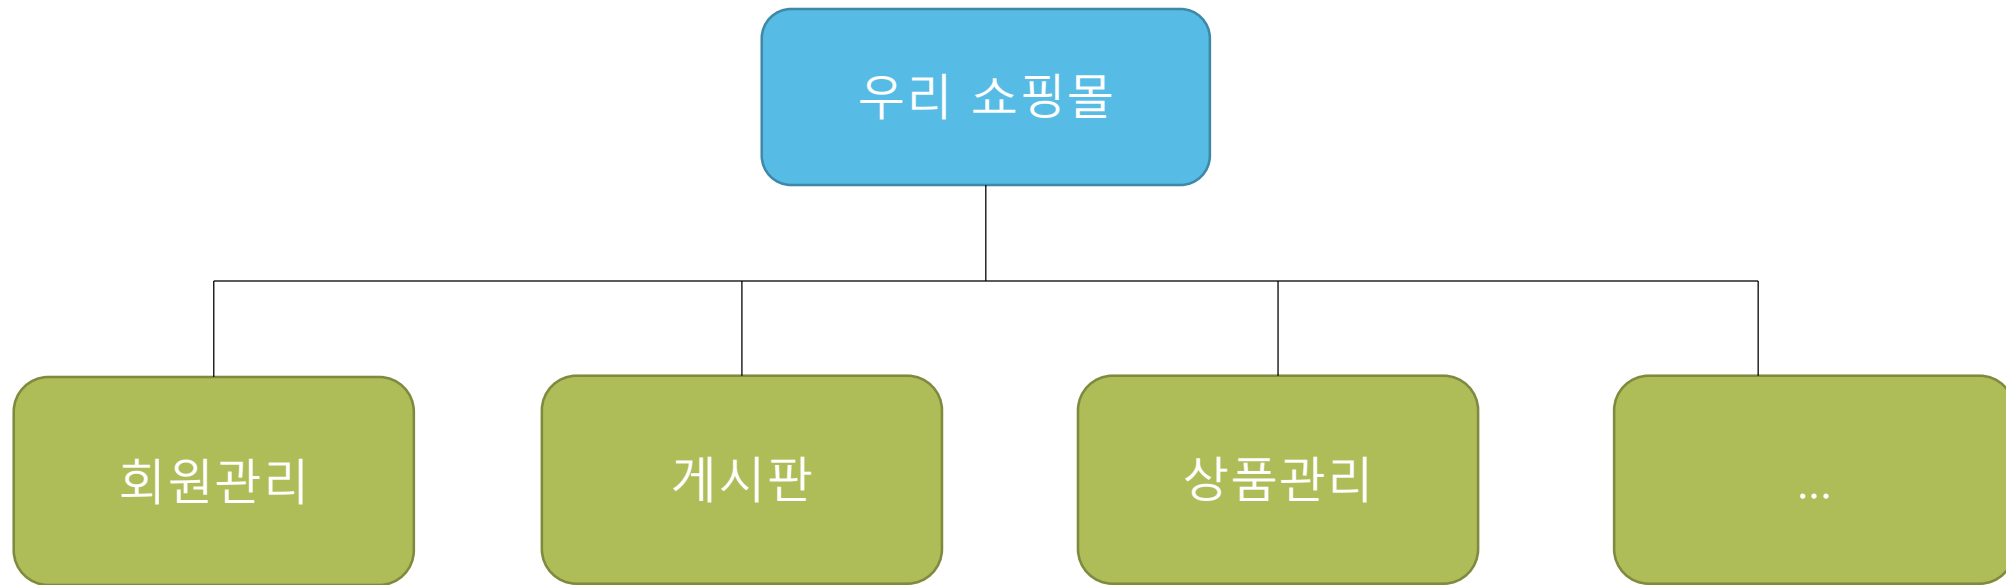 우리 쇼핑몰
회원관리
게시판
상품관리
...